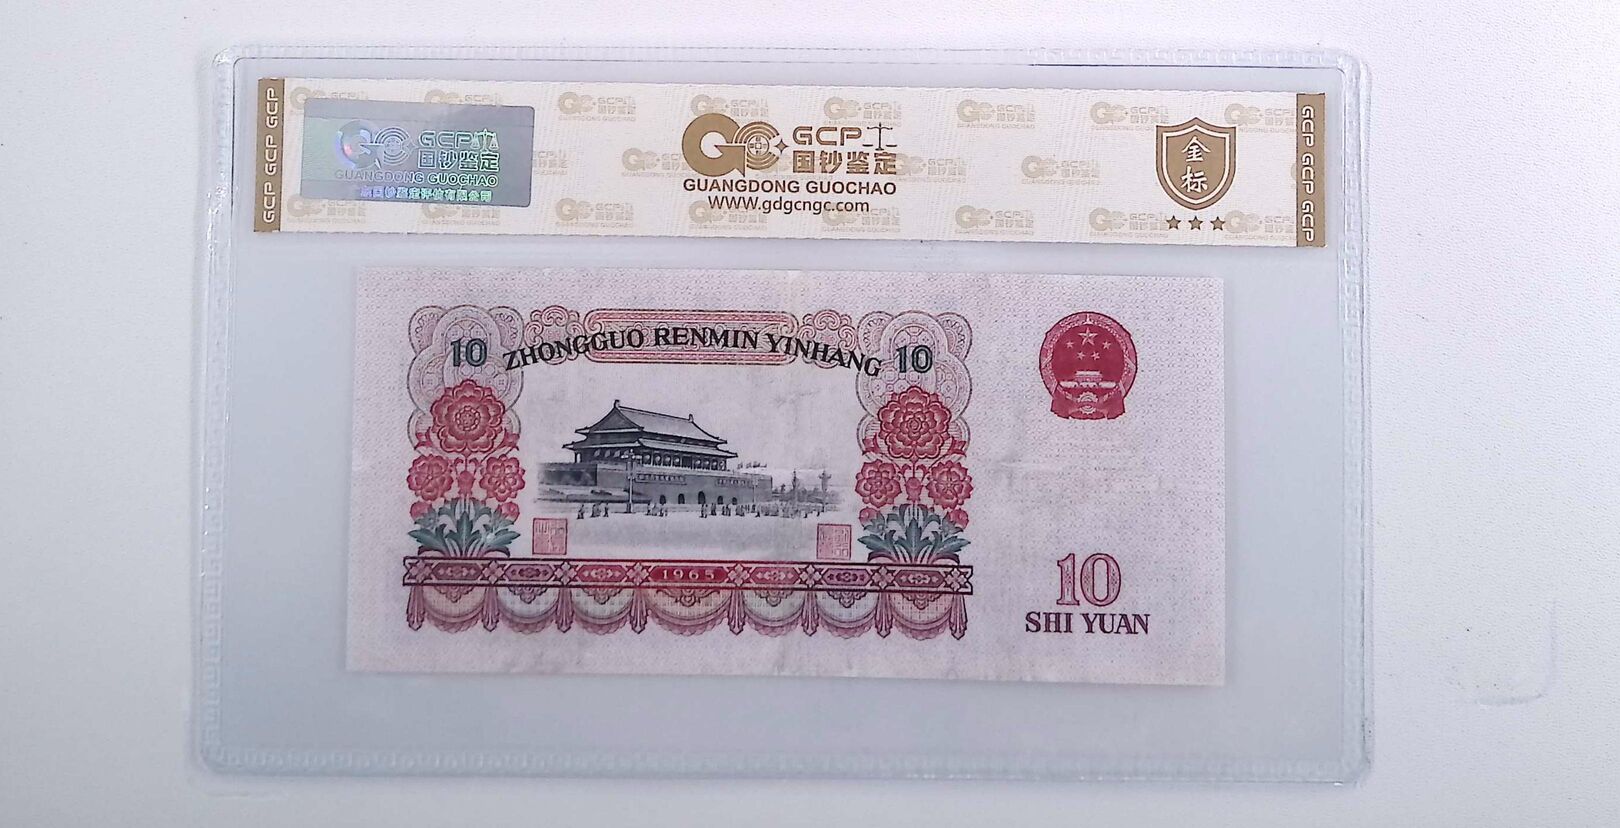 GCP GCP GCP
GCP
国钞鉴定
GUANGDONG GUOCHAO
GCP
国钞鉴定
GUANGDONG GUOCHAO
www.gdgcngc.com
金标
GCP GCP GCP
10 ZHONGGUO RENMIN YINHANG 10
1965
10
SHI YUAN